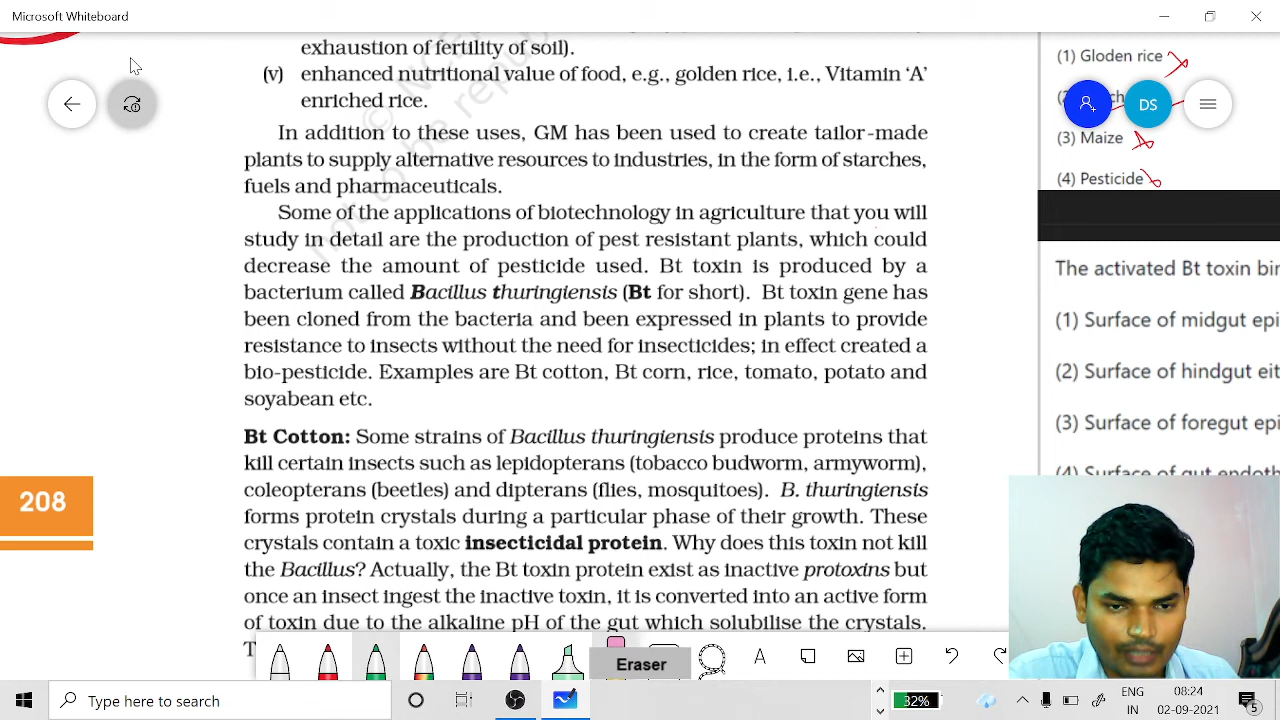 Microsoft Whiteboard
exhaustion of fertility of soil).
(v) enhanced nutritional value of food, e.g., golden rice, i.e., Vitamin 'A'
enriched rice.
In addition to these uses, GM has been used to create tailor-made
plants to supply alternative resources to industries, in the form of starches,
fuels and pharmaceuticals.
Some of the applications of biotechnology in agriculture that you will
study in detail are the production of pest resistant plants, which could
decrease the amount of pesticide used. Bt toxin is produced by a
bacterium called Bacillus thuringiensis (Bt for short). Bt toxin gene has
been cloned from the bacteria and been expressed in plants to provide
resistance to insects without the need for insecticides; in effect created a
bio-pesticide. Examples are Bt cotton, Bt corn, rice, tomato, potato and
soyabean etc.
Bt Cotton: Some strains of Bacillus thuringiensis produce proteins that
kill certain insects such as lepidopterans (tobacco budworm, armyworm),
coleopterans (beetles) and dipterans (flies, mosquitoes). B. thuringiensis
forms protein crystals during a particular phase of their growth. These
crystals contain a toxic insecticidal protein. Why does this toxin not kill
the Bacillus? Actually, the Bt toxin protein exist as inactive protoxins but
once an insect ingest the inactive toxin, it is converted into an active form
of toxin due to the alkaline pH of the gut which solubilise the crystals.
208
(1) Gloden rice
DS
(3) Maize
(4) Pesticide
The activated Bt toxin bin
(1) Surface of midgut epi
(2) Surface of hindgut eit
(3) Surface of foregut epi
(4) Surface of gut endoth
Eraser
A
Type here to search
32%
ENG
IN
08:24
02-09-2021
5